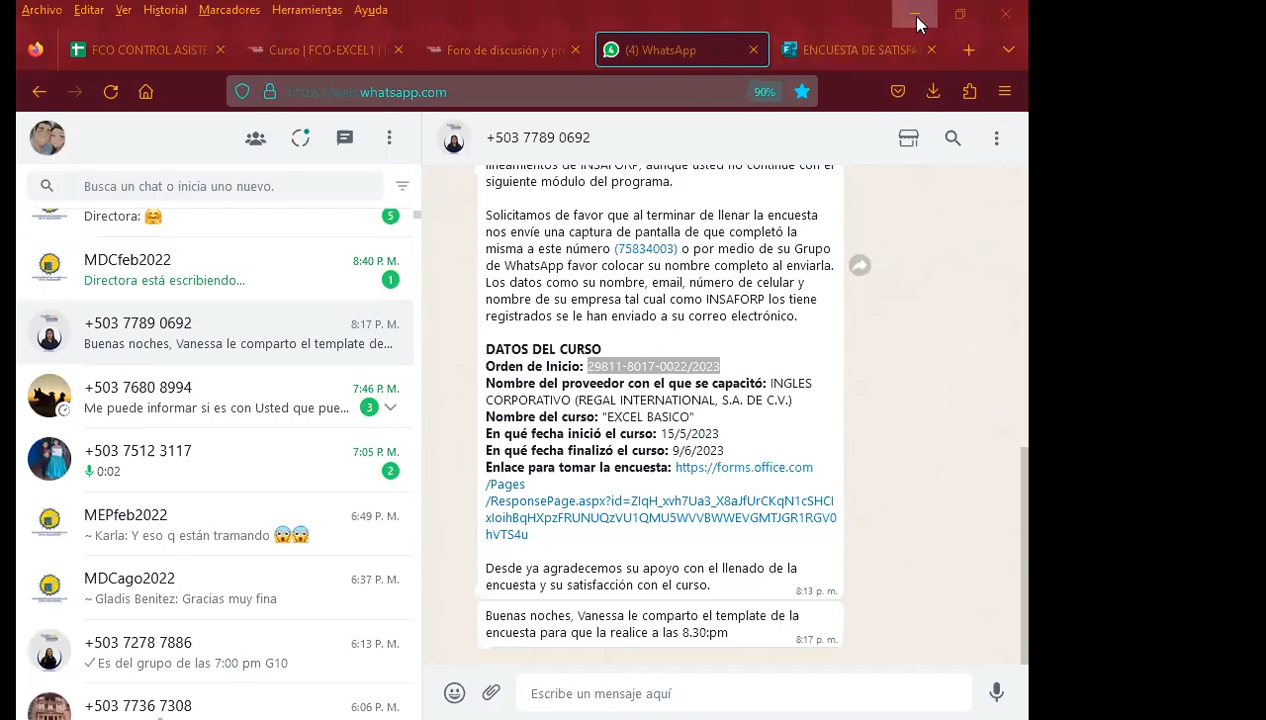 Archivo Editar Ver Historial Marcadores Herramientas Ayuda
FCO CONTROL ASISTE
Curso | FCO-EXCEL1 |
Foro de discusión y pr
(4) WhatsApp
ENCUESTA DE SATISFA
https://web.whatsapp.com
90%
Busca un chat o inicia uno nuevo.
Directora: 🤗
5
MDCfeb2022
8:40 P. M.
Directora está escribiendo...
1
+503 7789 0692
8:17 P. M.
Buenas noches, Vanessa le comparto el template de...
+503 7680 8994
7:46 P. M.
Me puede informar si es con Usted que pue...
3
+503 7512 3117
7:05 P. M.
0:02
2
MEPfeb2022
6:49 P. M.
~ Karla: Y eso q están tramando 😱😱
MDCago2022
6:37 P. M.
~ Gladis Benitez: Gracias muy fina
+503 7278 7886
6:13 P. M.
Es del grupo de las 7:00 pm G10
+503 7736 7308
6:06 P. M.
+503 7789 0692
lineamientos de INSAFORP, aunque usted no continue con el
siguiente módulo del programa.
Solicitamos de favor que al terminar de llenar la encuesta
nos envíe una captura de pantalla de que completó la
misma a este número (75834003) o por medio de su Grupo
de WhatsApp favor colocar su nombre completo al enviarla.
Los datos como su nombre, email, número de celular y
nombre de su empresa tal cual como INSAFORP los tiene
registrados se le han enviado a su correo electrónico.
DATOS DEL CURSO
Orden de Inicio: 29811-8017-0022/2023
Nombre del proveedor con el que se capacitó: INGLES
CORPORATIVO (REGAL INTERNATIONAL, S.A. DE C.V.)
Nombre del curso: "EXCEL BASICO"
En qué fecha inició el curso: 15/5/2023
En qué fecha finalizó el curso: 9/6/2023
Enlace para tomar la encuesta: https://forms.office.com
/Pages
/ResponsePage.aspx?id=ZIqH_xvh7Ua3_X8aJfUrCKqN1cSHCI
xIoihBqHXpzFRUNUQzVU1QMU5WVVBWWEVGMTJGR1RGV0
hVTS4u
Desde ya agradecemos su apoyo con el llenado de la
encuesta y su satisfacción con el curso.
8:13 p. m.
Buenas noches, Vanessa le comparto el template de la
encuesta para que la realice a las 8.30:pm
8:17 p. m.
Escribe un mensaje aquí